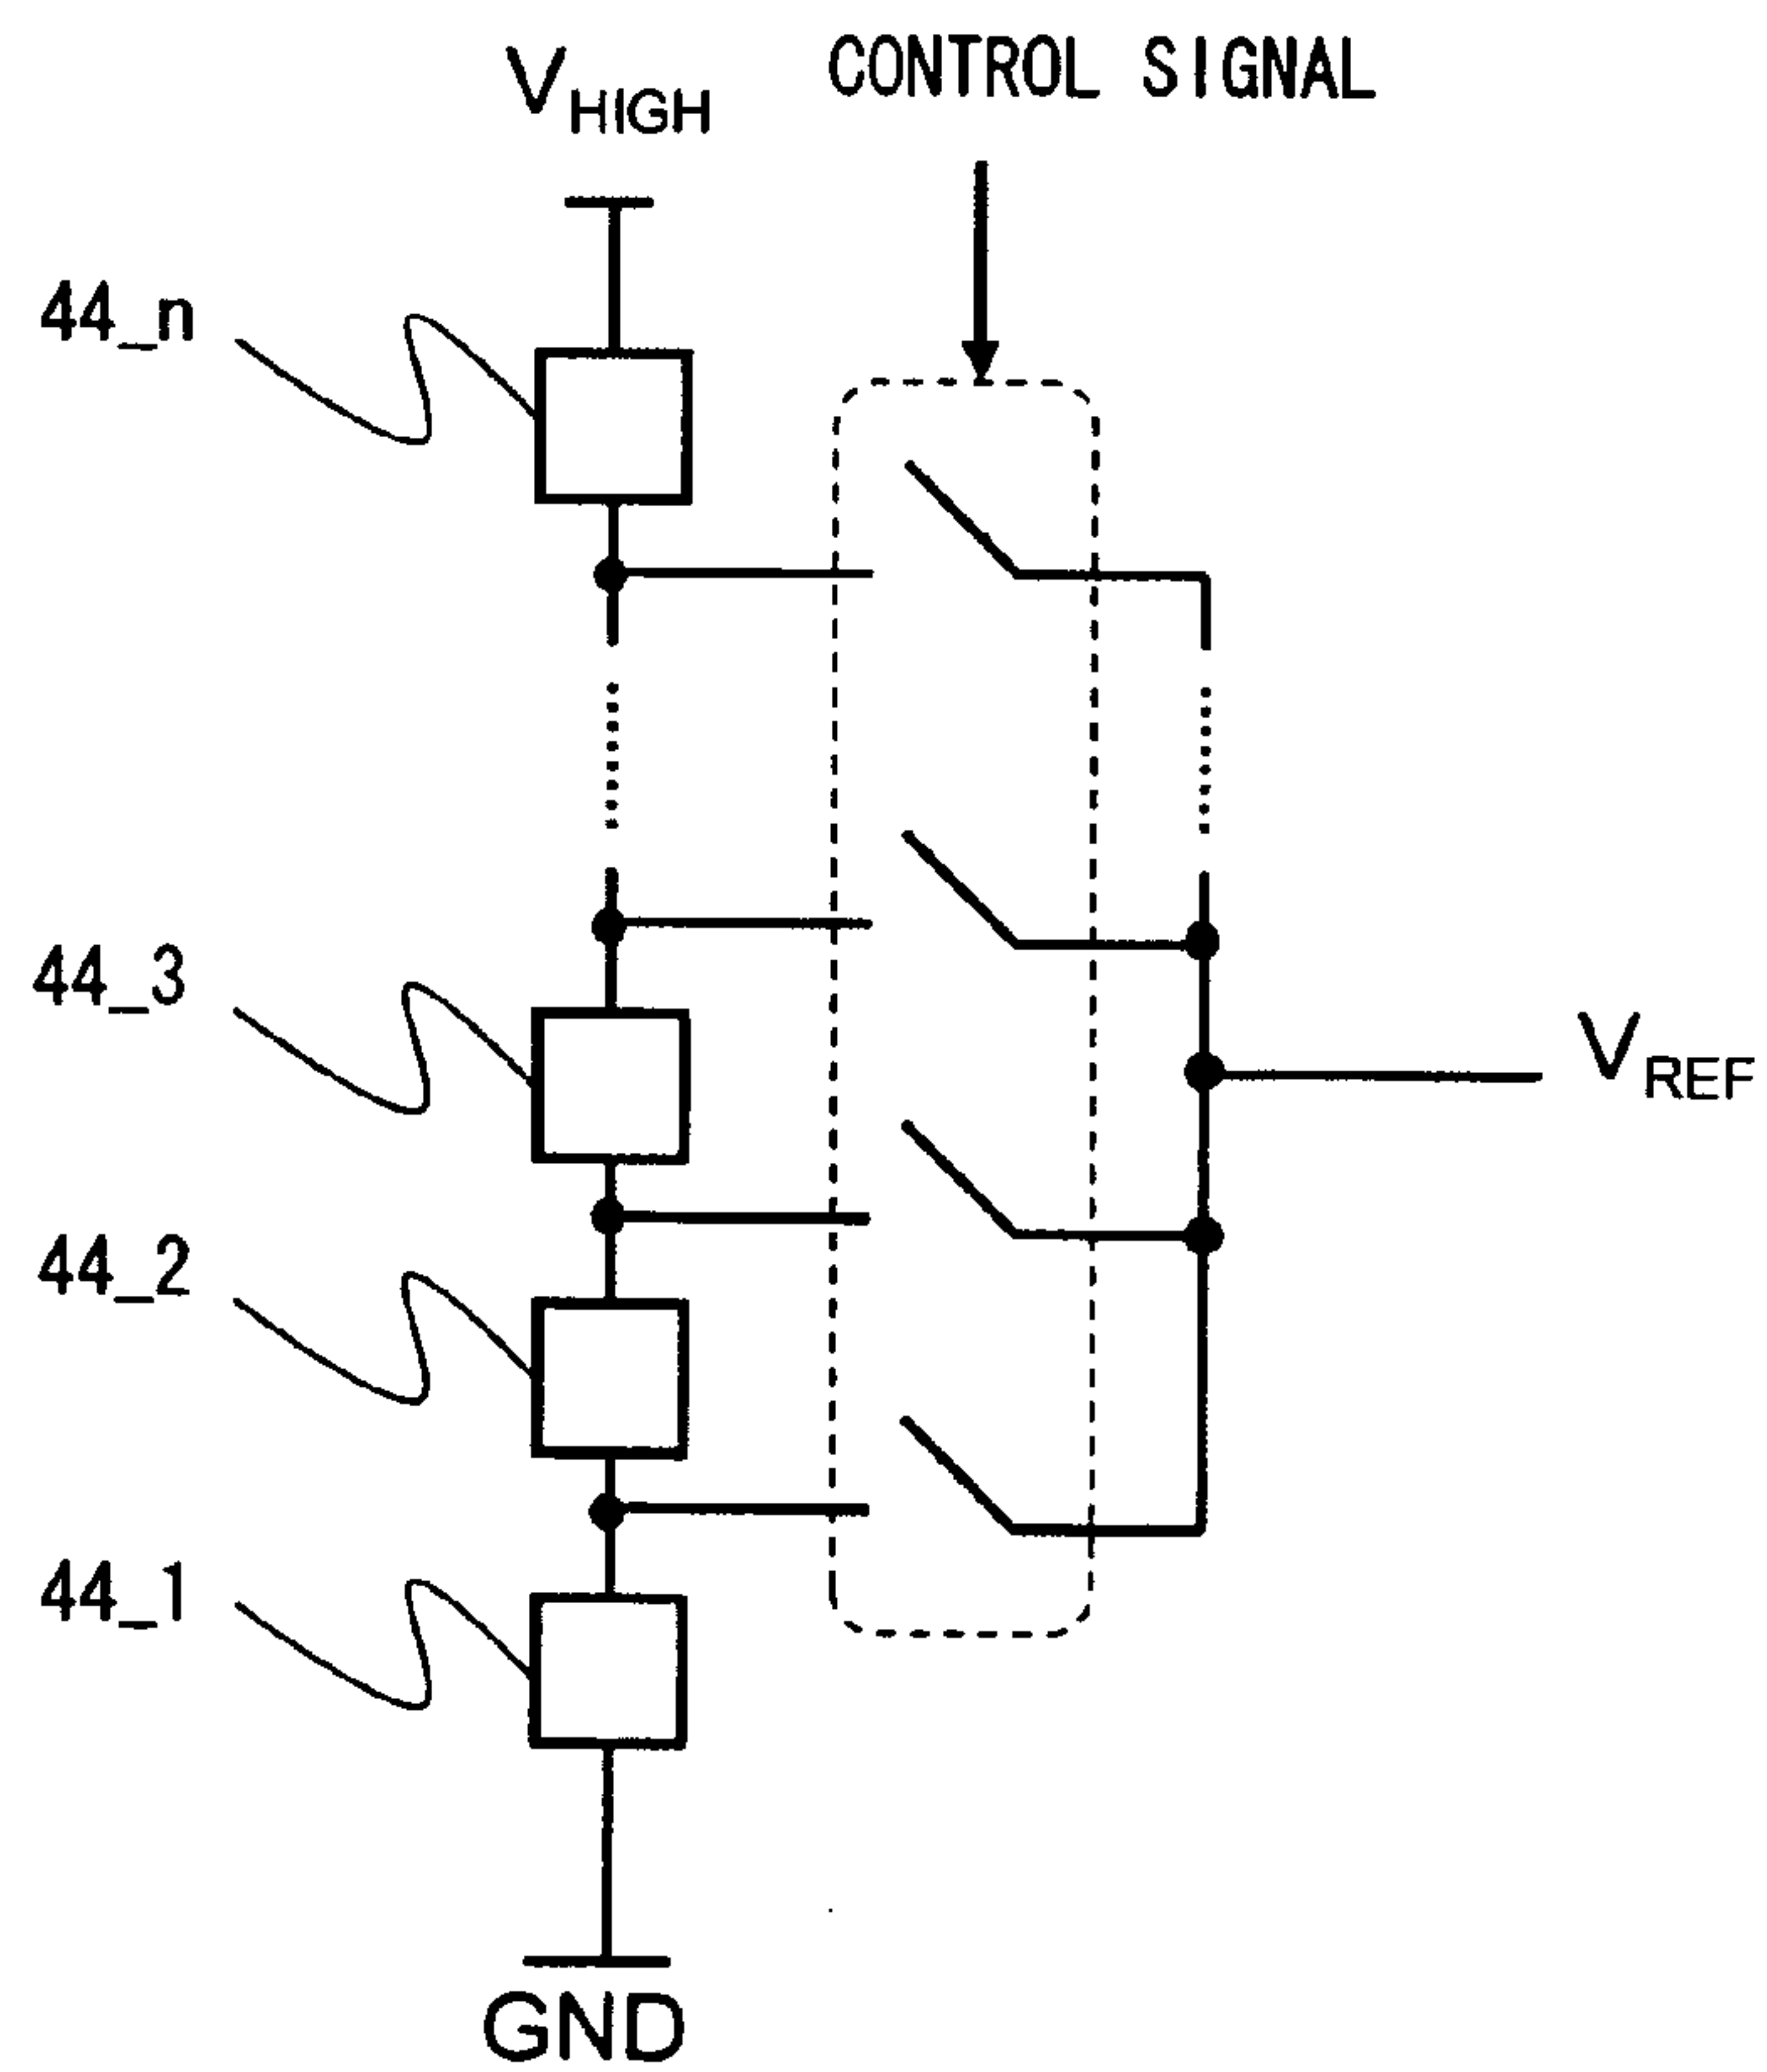 V_HIGH
CONTROL SIGNAL
44_n
44_3
V_REF
44_2
44_1
GND